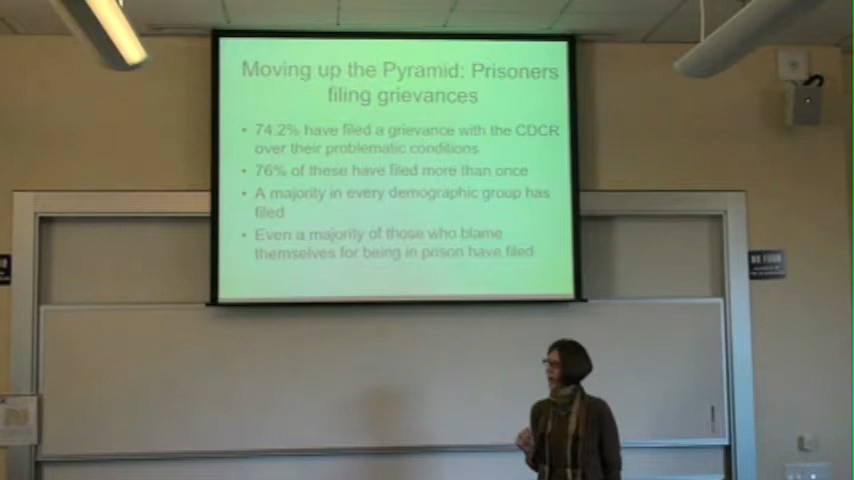 Moving up the Pyramid: Prisoners
filing grievances
• 74.2% have filed a grievance with the CDCR
over their problematic conditions
• 76% of these have filed more than once
• A majority in every demographic group has
filed
• Even a majority of those who blame
themselves for being in prison have filed